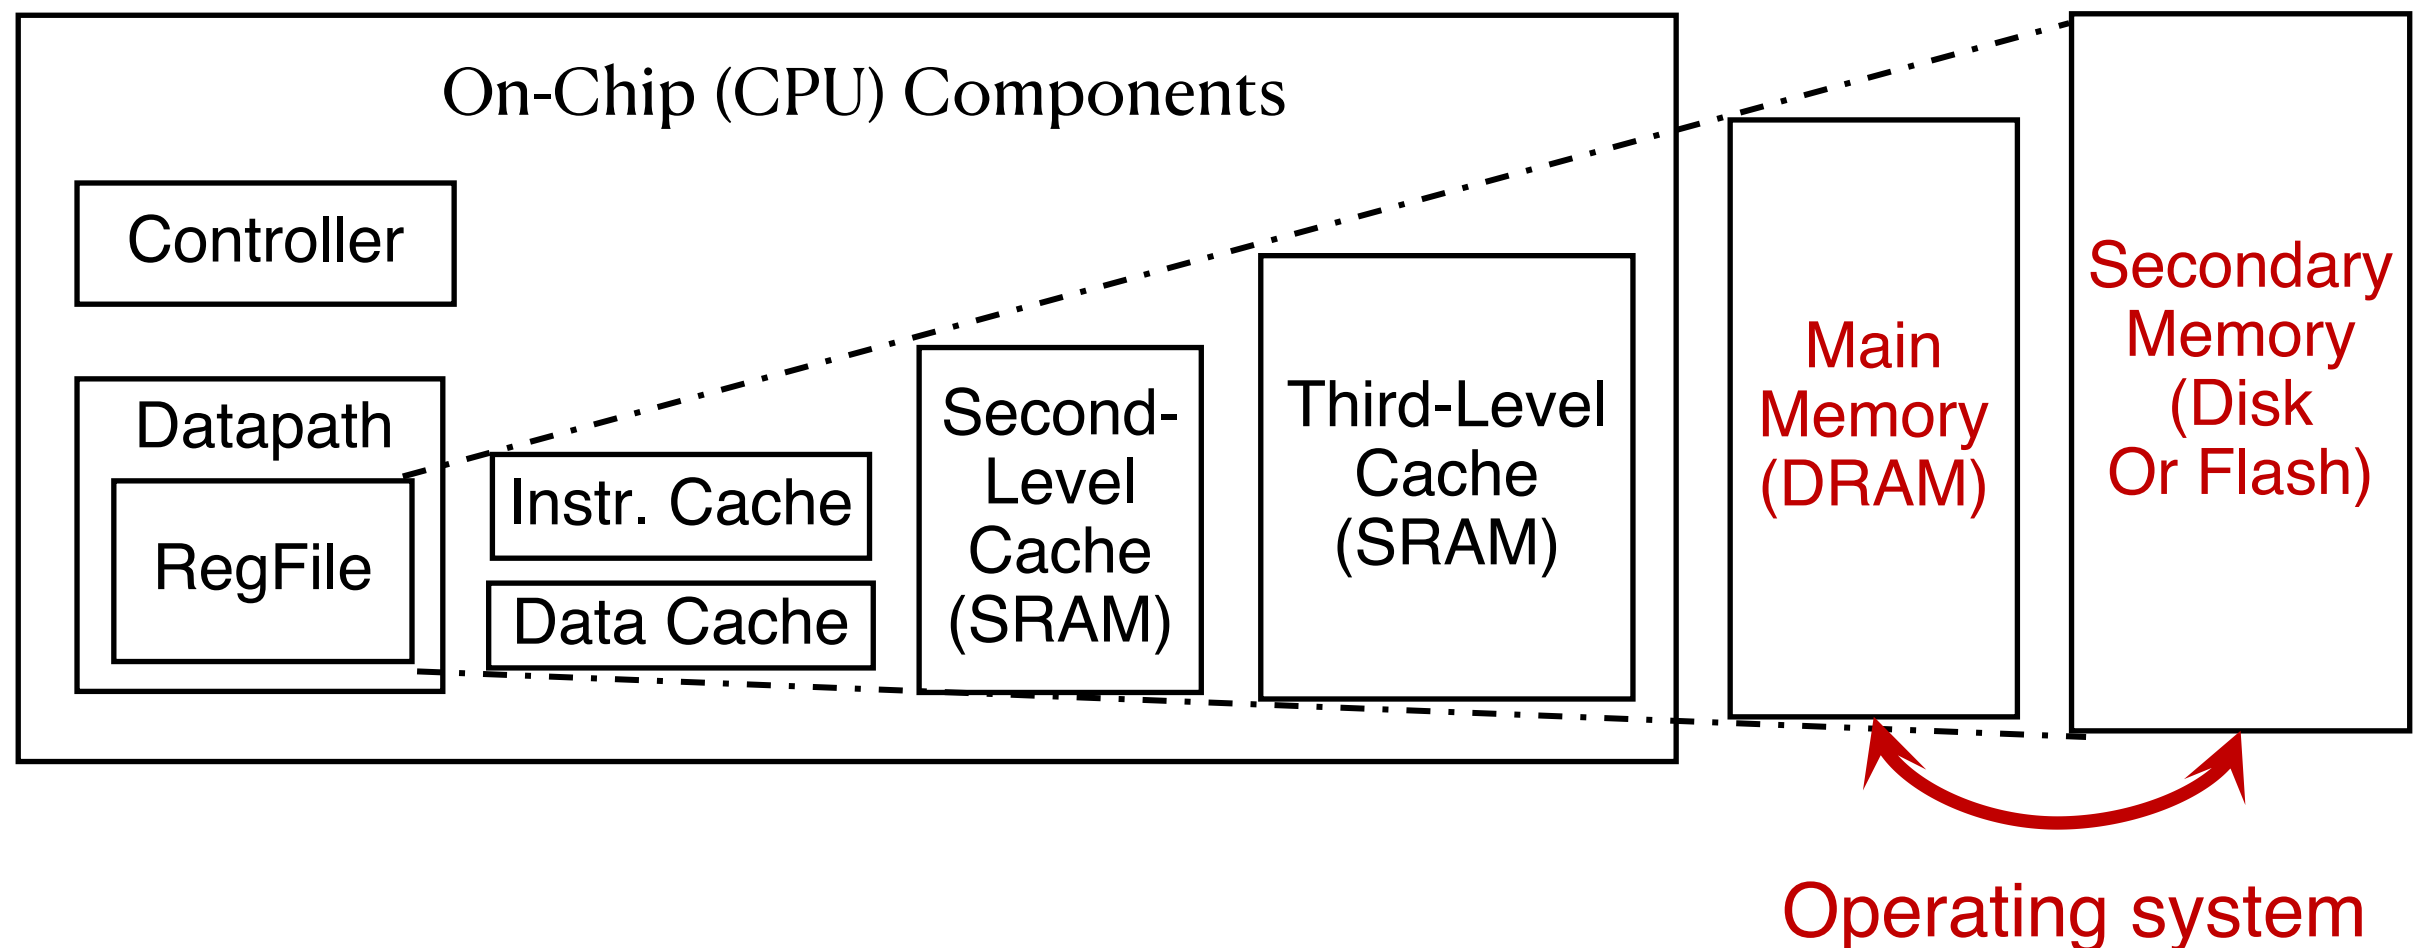 On-Chip (CPU) Components
Controller
Datapath
RegFile
Instr. Cache
Data Cache
Second-
Level
Cache
(SRAM)
Third-Level
Cache
(SRAM)
Main
Memory
(DRAM)
Secondary
Memory
(Disk
Or Flash)
Operating system